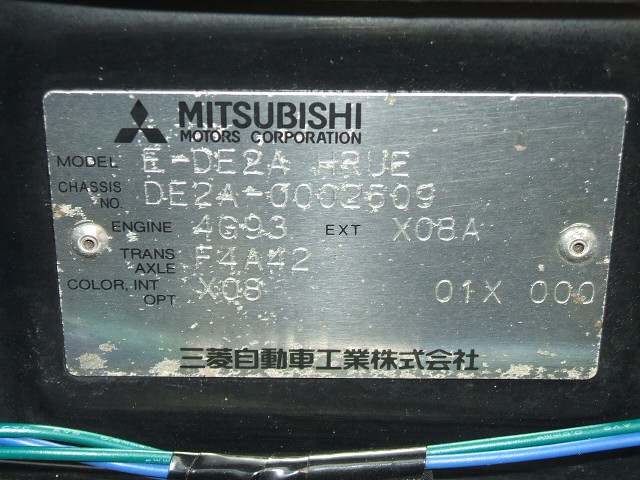 MITSUBISHI
MOTORS CORPORATION
MODEL E-DE2A HRUE
CHASSIS NO. DE2A-0002609
ENGINE 4G93 EXT X08A
TRANS AXLE F4A42
COLOR, INT OPT X08 01X 000
三菱自動車工業株式会社